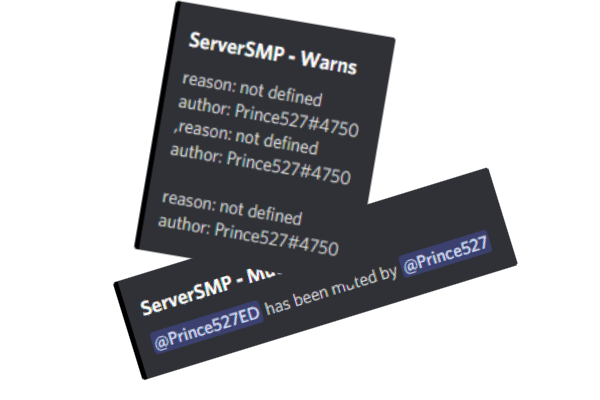 ServerSMP - Warns
reason: not defined
author: Prince527#4750
,reason: not defined
author: Prince527#4750
reason: not defined
author: Prince527#4750
ServerSMP -
@Prince527ED has been muted by @Prince527